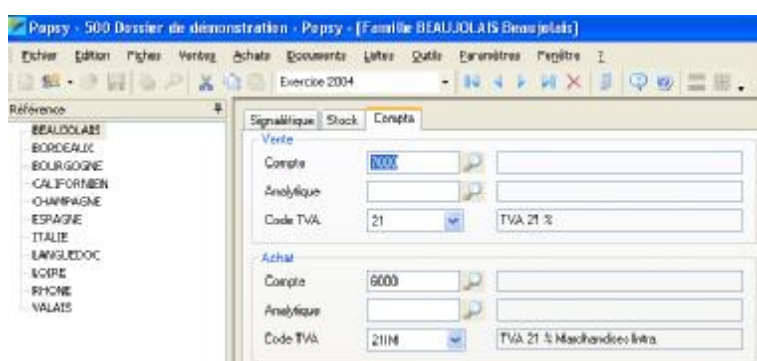 Popsy - 500 Dossier de démonstration - Popsy - [Famille BEAUJOLAIS Beaujolais]
Fichier Edition Fiches Ventes Achats Documents Listes Outils Paramètres Fenêtre ?
Exercice 2004
Référence
BEAUJOLAIS
BORDEAUX
BOURGOGNE
CALIFORNIEN
CHAMPAGNE
ESPAGNE
ITALIE
LANGUEDOC
LOIRE
RHONE
VALAIS
Signalétique Stock Compta
Vente
Compte 7000
Analytique
Code TVA 21 TVA 21 %
Achat
Compte 6000
Analytique
Code TVA 21IM TVA 21 % Marchandises Intra.